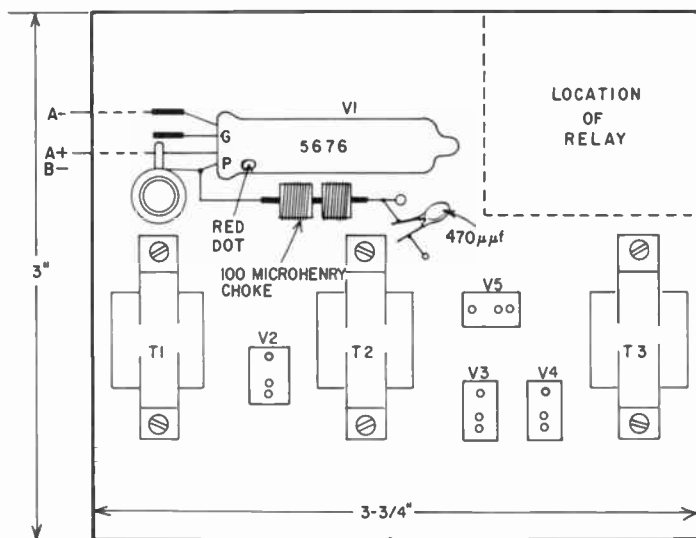 A-
V1
LOCATION
OF
RELAY
G
5676
A+
P
B-
RED
DOT
470µµf
3"
100 MICROHENRY
CHOKE
V5
V2
T1
T2
T3
V3
V4
3-3/4"